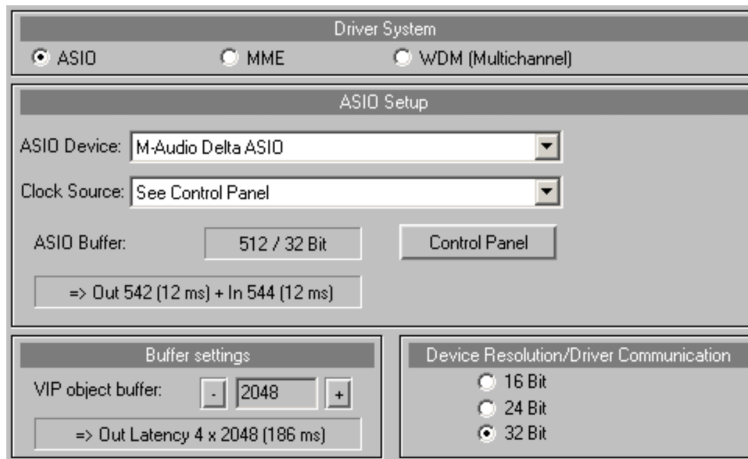 Driver System
ASIO MME WDM (Multichannel)
ASIO Setup
ASIO Device: M-Audio Delta ASIO
Clock Source: See Control Panel
ASIO Buffer: 512 / 32 Bit Control Panel
=> Out 542 (12 ms) + In 544 (12 ms)
Buffer settings
VIP object buffer: - 2048 +
=> Out Latency 4 x 2048 (186 ms)
Device Resolution/Driver Communication
16 Bit
24 Bit
32 Bit